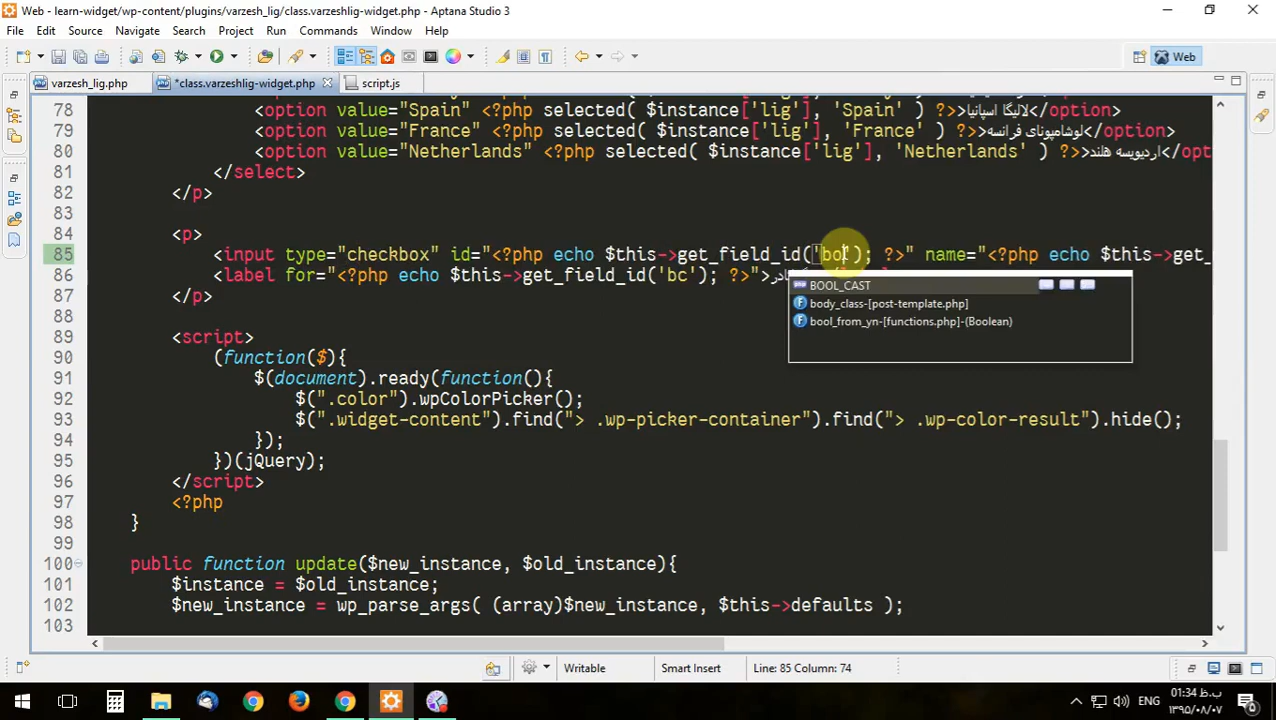 Web - learn-widget/wp-content/plugins/varzesh_lig/class.varzeshlig-widget.php - Aptana Studio 3
File Edit Source Navigate Search Project Run Commands Window Help
Web
varzesh_lig.php *class.varzeshlig-widget.php script.js
78 <option value="Spain" <?php selected( $instance['lig'], 'Spain' ) ?>>لالیگا اسپانیا</option>
79 <option value="France" <?php selected( $instance['lig'], 'France' ) ?>>لوشامپونای فرانسه</option>
80 <option value="Netherlands" <?php selected( $instance['lig'], 'Netherlands' ) ?>>اردیویسه هلند</opt
81 </select>
82 </p>
83
84 <p>
85 <input type="checkbox" id="<?php echo $this->get_field_id('bo'); ?>" name="<?php echo $this->get_
86 <label for="<?php echo $this->get_field_id('bc'); ?>">
BOOL_CAST
body_class-[post-template.php]
bool_from_yn-[functions.php]-(Boolean)
87 </p>
88
89 <script>
90 (function($){
91 $(document).ready(function(){
92 $(".color").wpColorPicker();
93 $(".widget-content").find("> .wp-picker-container").find("> .wp-color-result").hide();
94 });
95 })(jQuery);
96 </script>
97 <?php
98 }
99
100 public function update($new_instance, $old_instance){
101 $instance = $old_instance;
102 $new_instance = wp_parse_args( (array)$new_instance, $this->defaults );
103
Writable Smart Insert Line: 85 Column: 74
ENG 01:34 ب.ظ
۱۳۹۵/۰۸/۰۷